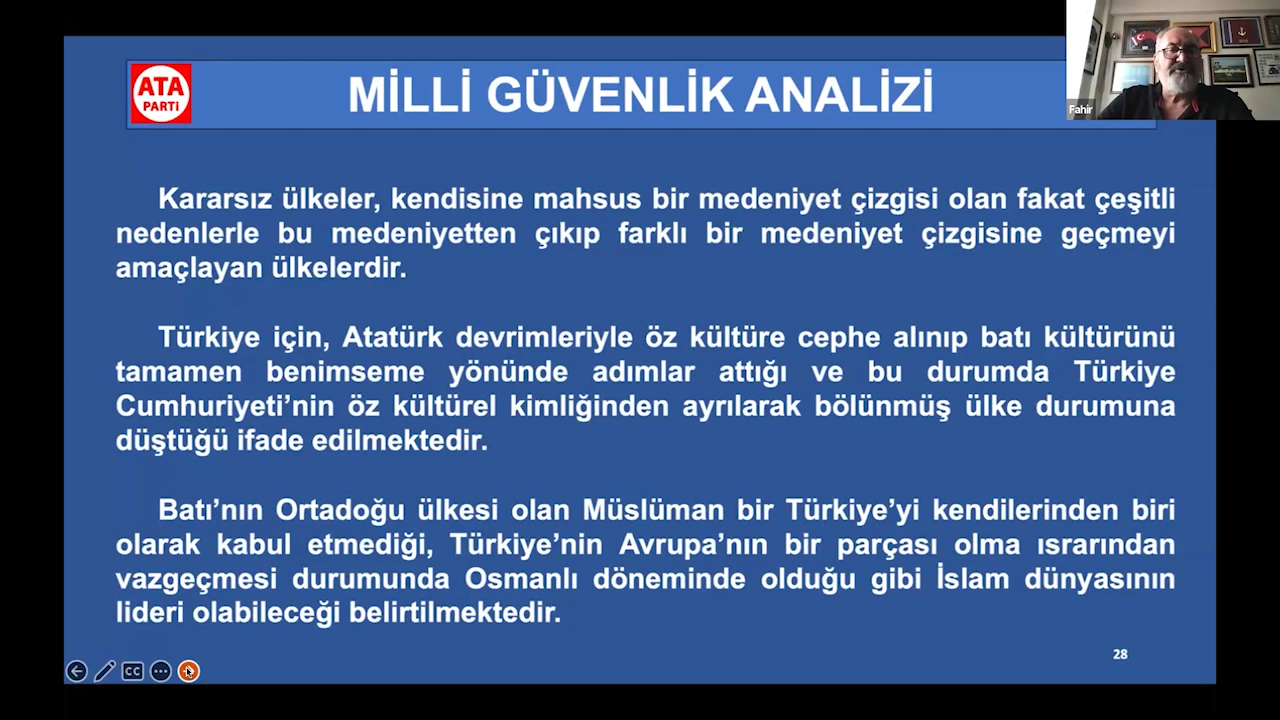 ATA
PARTİ
MİLLİ GÜVENLİK ANALİZİ
Fahir
Kararsız ülkeler, kendisine mahsus bir medeniyet çizgisi olan fakat çeşitli
nedenlerle bu medeniyetten çıkıp farklı bir medeniyet çizgisine geçmeyi
amaçlayan ülkelerdir.
Türkiye için, Atatürk devrimleriyle öz kültüre cephe alınıp batı kültürünü
tamamen benimseme yönünde adımlar attığı ve bu durumda Türkiye
Cumhuriyeti’nin öz kültürel kimliğinden ayrılarak bölünmüş ülke durumuna
düştüğü ifade edilmektedir.
Batı’nın Ortadoğu ülkesi olan Müslüman bir Türkiye’yi kendilerinden biri
olarak kabul etmediği, Türkiye’nin Avrupa’nın bir parçası olma ısrarından
vazgeçmesi durumunda Osmanlı döneminde olduğu gibi İslam dünyasının
lideri olabileceği belirtilmektedir.
28
CC